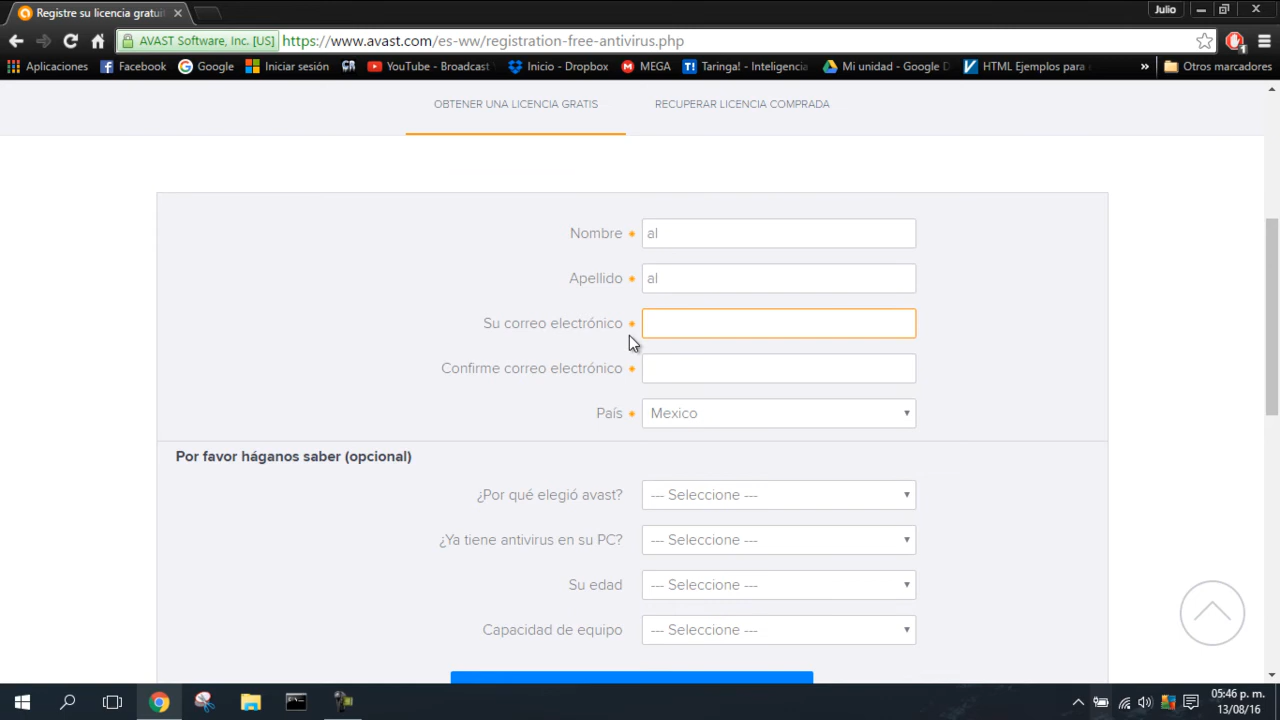 Registre su licencia gratui
Julio
AVAST Software, Inc. [US]
https://www.avast.com/es-ww/registration-free-antivirus.php
1
Aplicaciones
Facebook
Google
Iniciar sesión
YouTube - Broadcast
Inicio - Dropbox
MEGA
T!
Taringa! - Inteligencia
Mi unidad - Google D
HTML Ejemplos para
»
Otros marcadores
OBTENER UNA LICENCIA GRATIS
RECUPERAR LICENCIA COMPRADA
Nombre
al
Apellido
al
Su correo electrónico
Confirme correo electrónico
País
Mexico
Por favor háganos saber (opcional)
¿Por qué elegió avast?
--- Seleccione ---
¿Ya tiene antivirus en su PC?
--- Seleccione ---
Su edad
--- Seleccione ---
Capacidad de equipo
--- Seleccione ---
05:46 p. m.
13/08/16